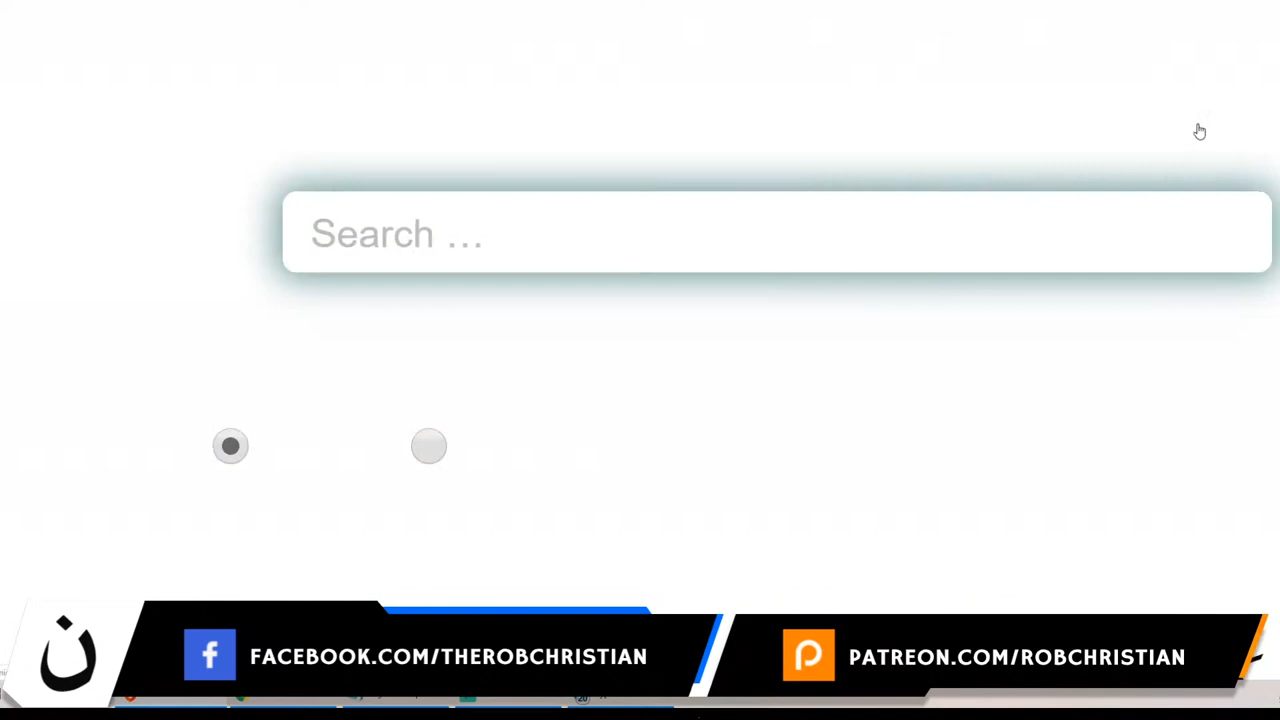 Search ...
ن
FACEBOOK.COM/THEROBCHRISTIAN
PATREON.COM/ROBCHRISTIAN